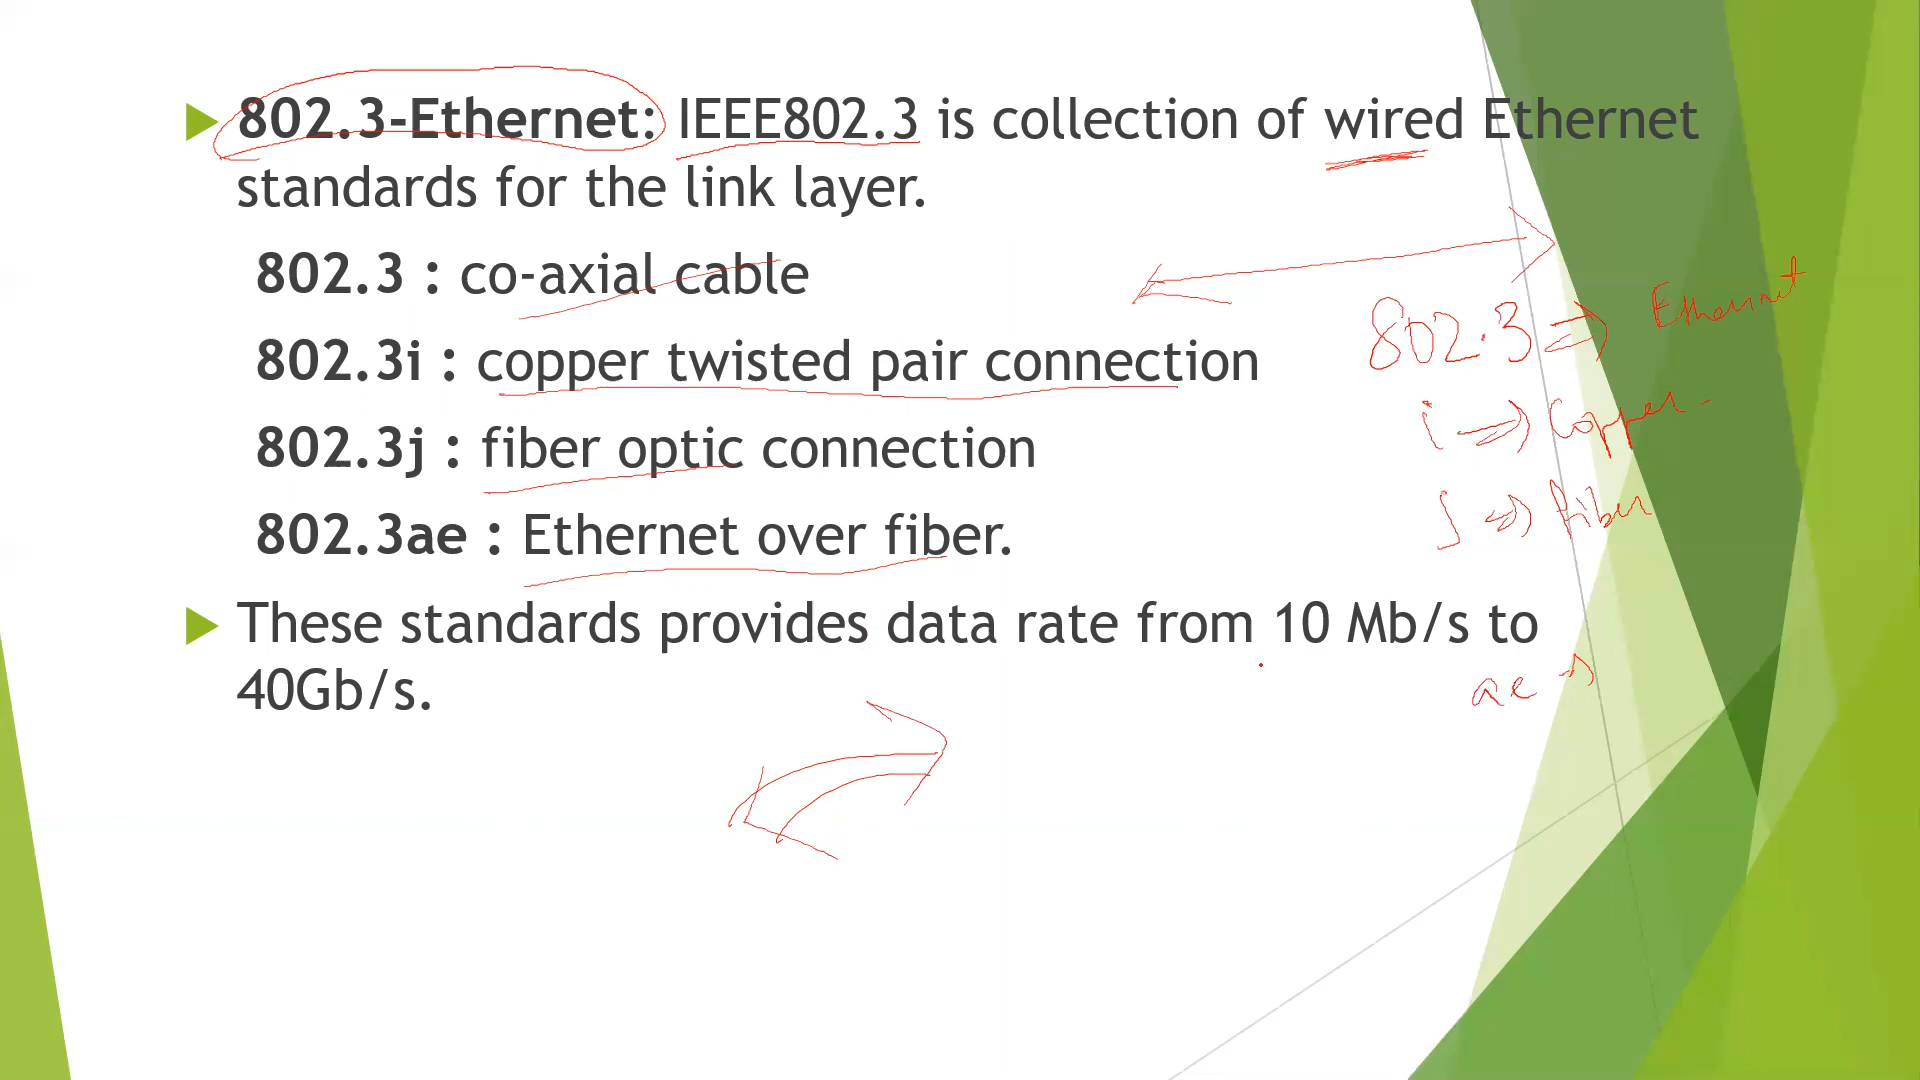 802.3-Ethernet: IEEE802.3 is collection of wired Ethernet
standards for the link layer.
802.3 : co-axial cable
802.3i : copper twisted pair connection
802.3j : fiber optic connection
802.3ae : Ethernet over fiber.
These standards provides data rate from 10 Mb/s to
40Gb/s.
802.3 ⇒ Ethernet
i ⇒ Copper
j ⇒ fiber
ae →